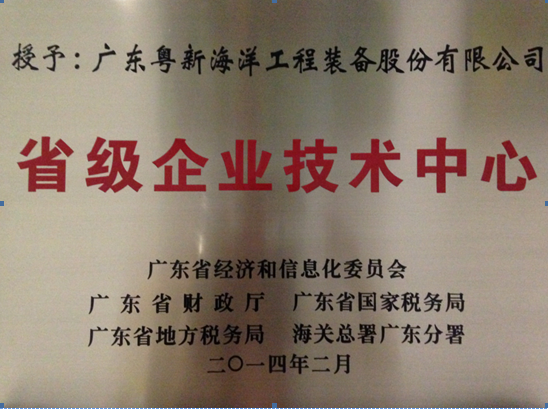 授予：广东粤新海洋工程装备股份有限公司
省级企业技术中心
广东省经济和信息化委员会
广东省财政厅 广东省国家税务局
广东省地方税务局 海关总署广东分署
二〇一四年二月